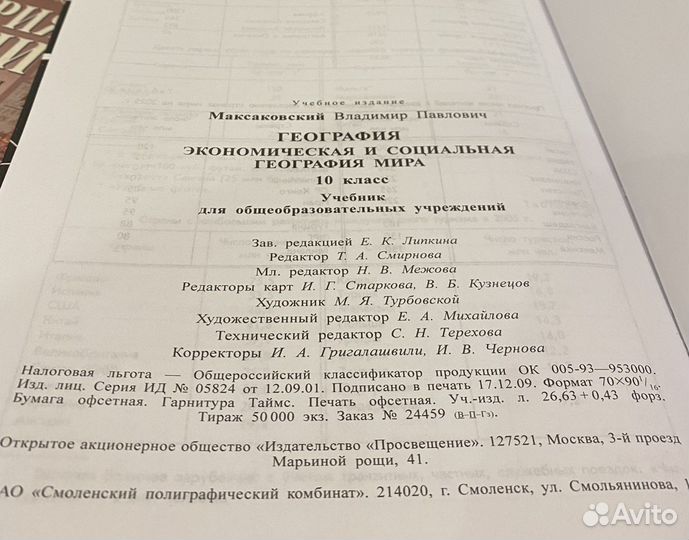 Учебное издание
Максаковский Владимир Павлович
ГЕОГРАФИЯ
ЭКОНОМИЧЕСКАЯ И СОЦИАЛЬНАЯ
ГЕОГРАФИЯ МИРА
10 класс
Учебник
для общеобразовательных учреждений
Зав. редакцией Е. К. Липкина
Редактор Т. А. Смирнова
Мл. редактор Н. В. Межова
Редакторы карт И. Г. Старкова, В. Б. Кузнецов
Художник М. Я. Турбовской
Художественный редактор Е. А. Михайлова
Технический редактор С. Н. Терехова
Корректоры И. А. Григалашвили, И. В. Чернова
Налоговая льгота — Общероссийский классификатор продукции ОК 005-93—953000.
Изд. лиц. Серия ИД № 05824 от 12.09.01. Подписано в печать 17.12.09. Формат 70×90 1/16.
Бумага офсетная. Гарнитура Таймс. Печать офсетная. Уч.-изд. л. 26,63 + 0,43 форз.
Тираж 50 000 экз. Заказ № 24459 (В-П-Гз).
Открытое акционерное общество «Издательство «Просвещение». 127521, Москва, 3-й проезд
Марьиной рощи, 41.
АО «Смоленский полиграфический комбинат». 214020, г. Смоленск, ул. Смольянинова, 1
Avito